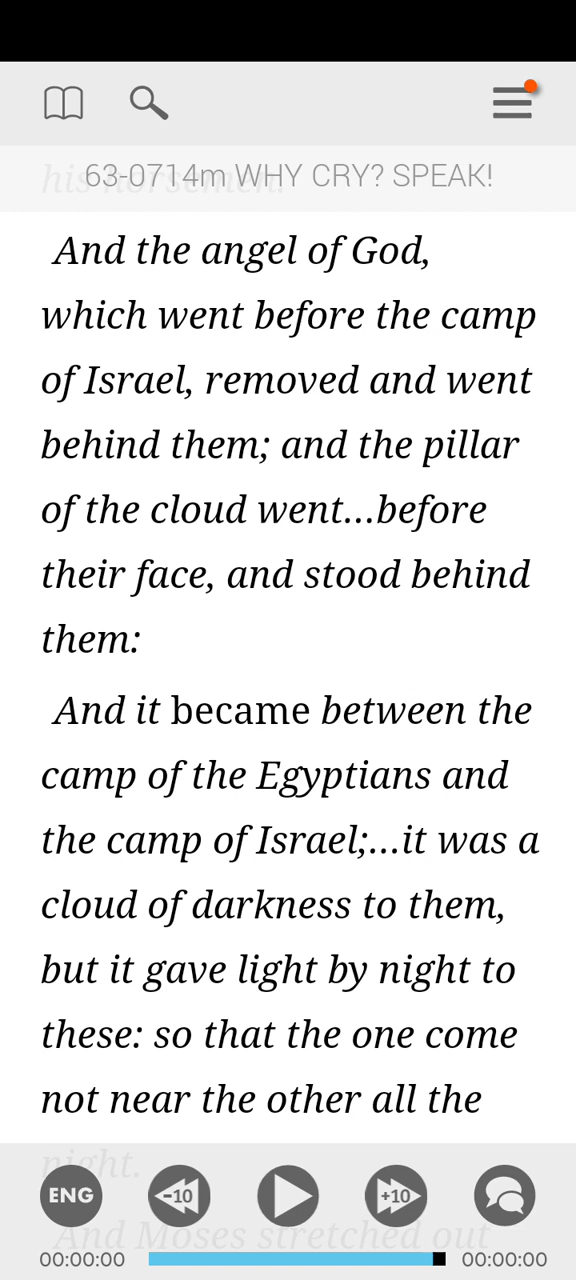 his horsemen.
63-0714m WHY CRY? SPEAK!
And the angel of God,
which went before the camp
of Israel, removed and went
behind them; and the pillar
of the cloud went...before
their face, and stood behind
them:
And it became between the
camp of the Egyptians and
the camp of Israel;...it was a
cloud of darkness to them,
but it gave light by night to
these: so that the one come
not near the other all the
night.
ENG
-10
+10
And Moses stretched out
00:00:00
00:00:00